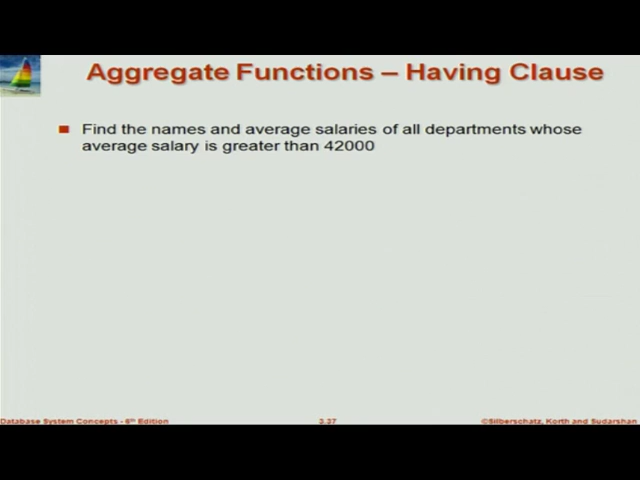 Aggregate Functions – Having Clause
Find the names and average salaries of all departments whose
average salary is greater than 42000
Database System Concepts - 6th Edition
3.37
©Silberschatz, Korth and Sudarshan